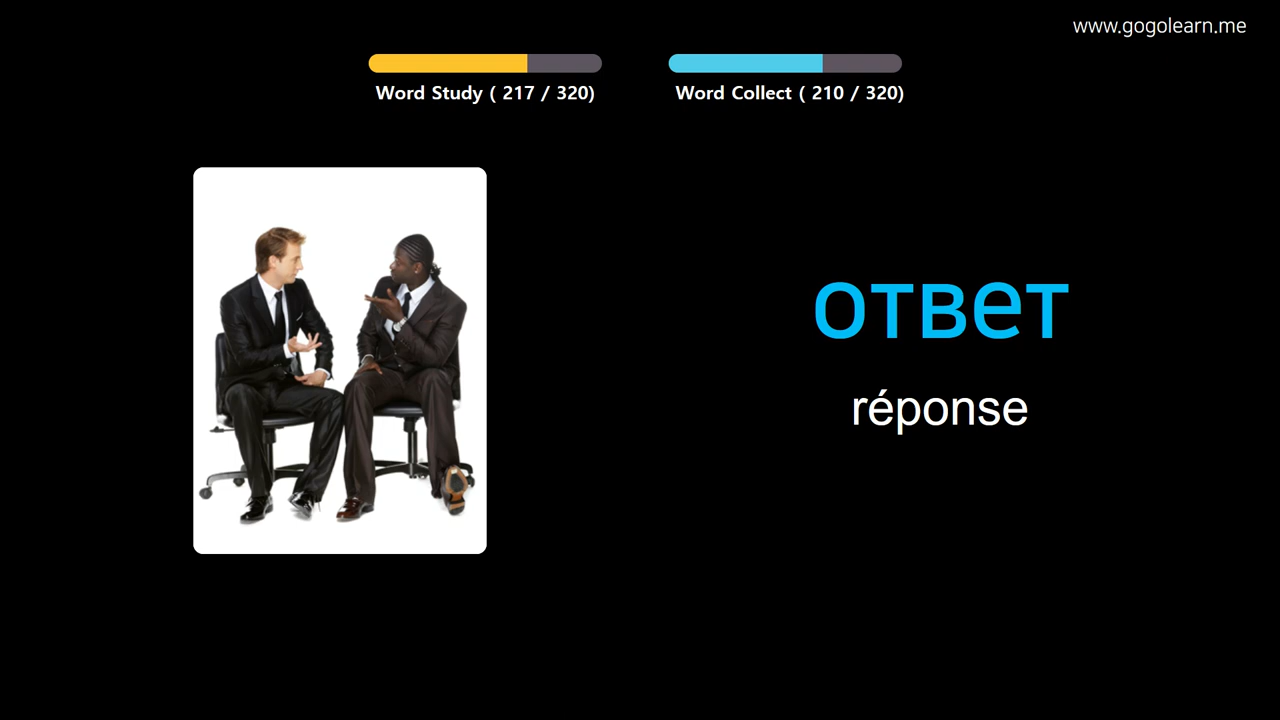 www.gogolearn.me
Word Study ( 217 / 320)
Word Collect ( 210 / 320)
ответ
réponse